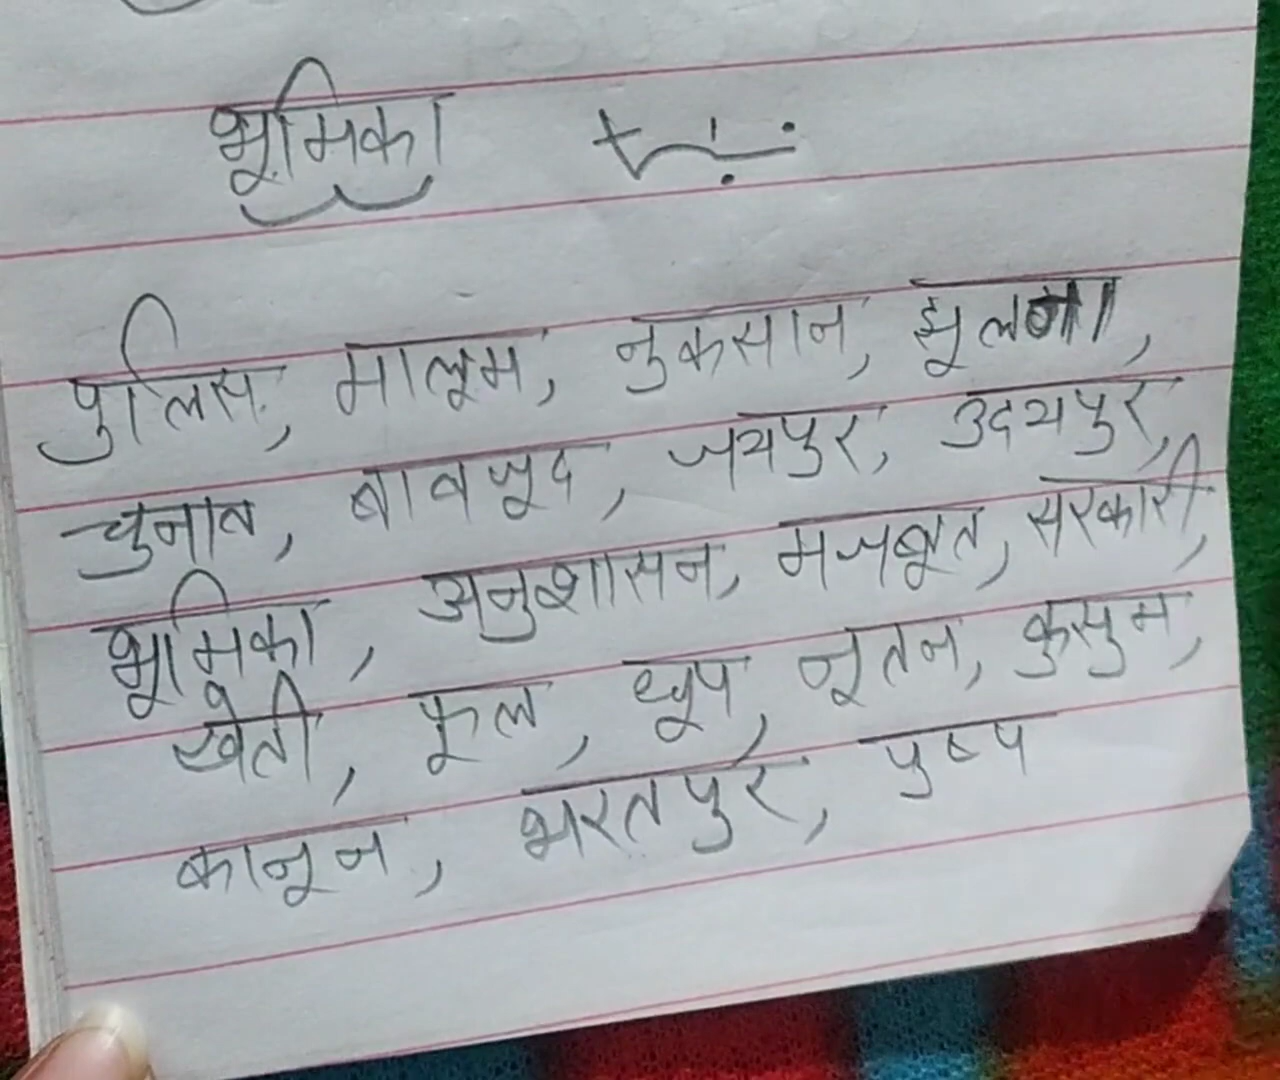 भूमिका
पुलिस, मालूम, नुकसान, झूलना,
चुनाव, बावजूद, जयपुर, उदयपुर,
भूमिका, अनुशासन, मजबूत, सरकारी,
खेती, फूल, धूप, नूतन, कुसुम,
कानून, भरतपुर, पुष्प